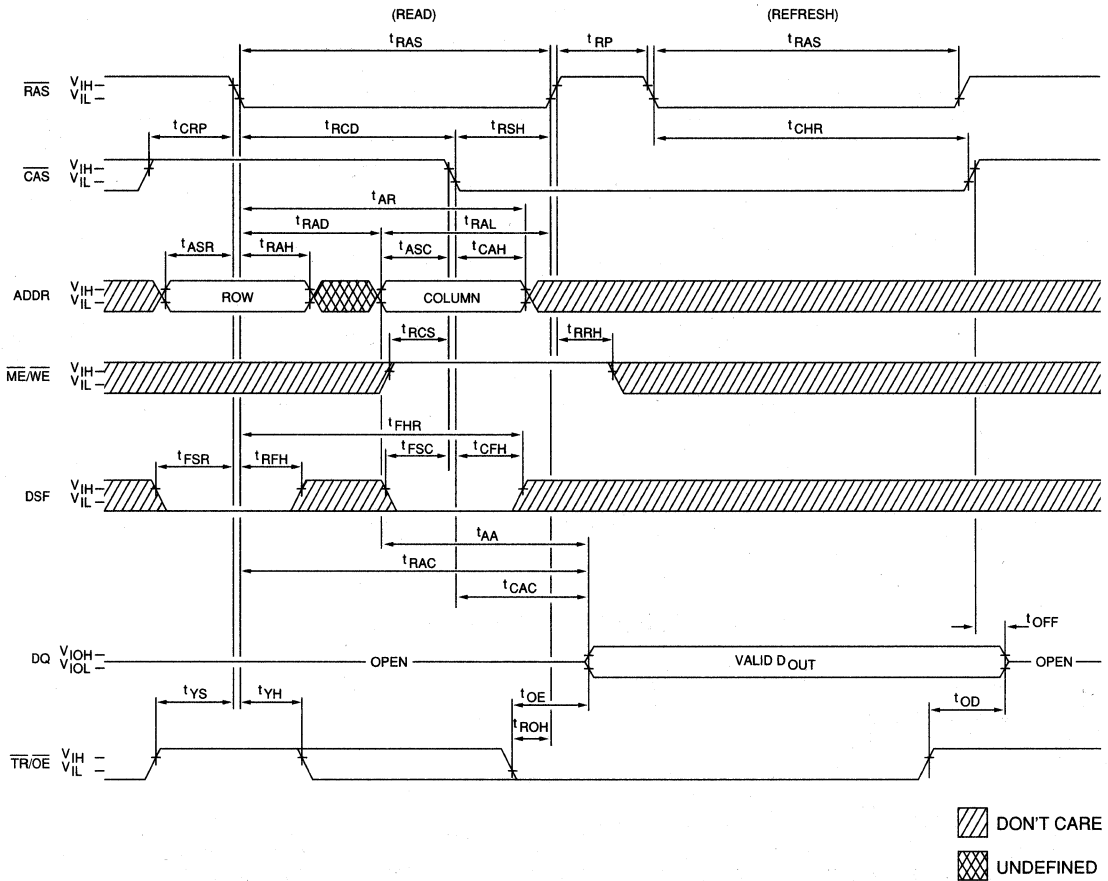 (READ) (REFRESH)
tRAS tRP tRAS
RAS VIH VIL
tCRP tRCD tRSH tCHR
CAS VIH VIL
tAR
tRAD tRAL
tASR tRAH tASC tCAH
ADDR VIH VIL ROW COLUMN
tRCS tRRH
ME/WE VIH VIL
tFHR
tFSR tRFH tFSC tCFH
DSF VIH VIL
tAA
tRAC
tCAC
tOFF
DQ VIOH VIOL OPEN VALID DOUT OPEN
tYS tYH tOE tOD
tROH
TR/OE VIH VIL
DON'T CARE
UNDEFINED